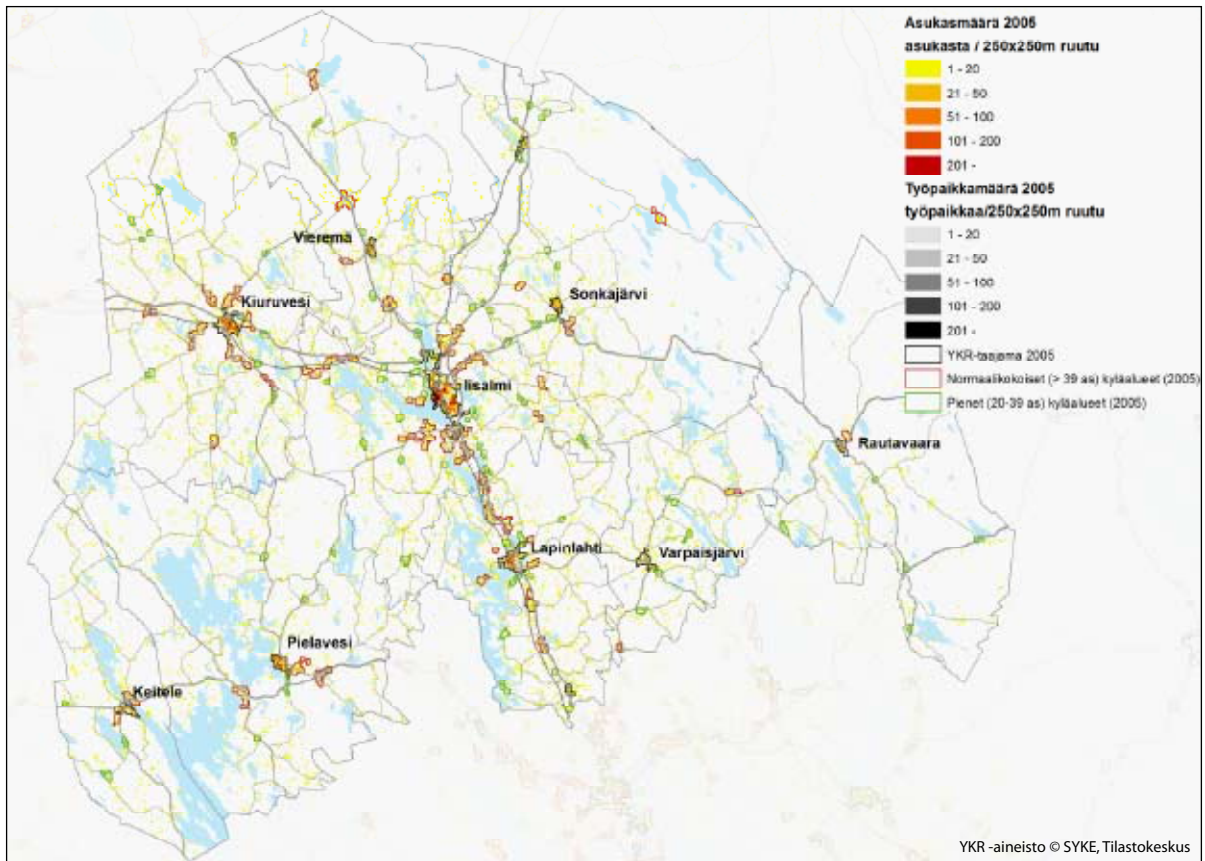 Asukasmäärä 2005
asukasta / 250x250m ruutu
1 - 20
21 - 50
51 - 100
101 - 200
201 -
Työpaikkamäärä 2005
työpaikkaa/250x250m ruutu
1 - 20
21 - 50
51 - 100
101 - 200
201 -
YKR-taajama 2005
Normaalikokoiset (> 39 as) kyläalueet (2005)
Pienet (20-39 as) kyläalueet (2005)
Vieremä
Kiuruvesi
Sonkajärvi
Iisalmi
Rautavaara
Lapinlahti
Varpaisjärvi
Pielavesi
Keitele
YKR -aineisto © SYKE, Tilastokeskus